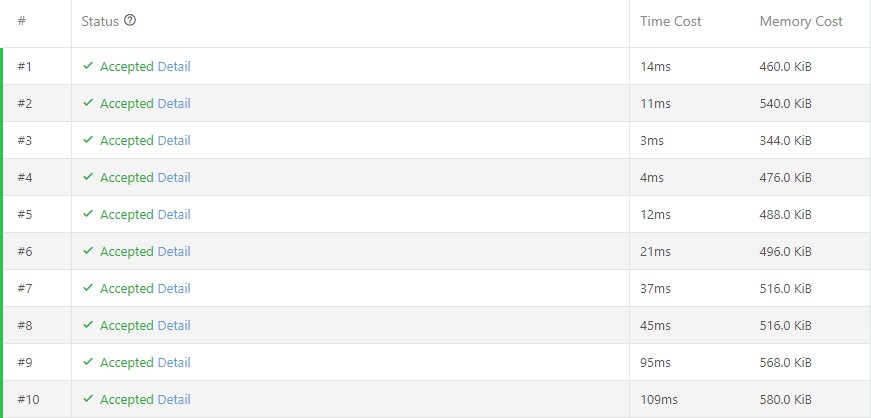 # Status ? Time Cost Memory Cost
#1 Accepted Detail 14ms 460.0 KiB
#2 Accepted Detail 11ms 540.0 KiB
#3 Accepted Detail 3ms 344.0 KiB
#4 Accepted Detail 4ms 476.0 KiB
#5 Accepted Detail 12ms 488.0 KiB
#6 Accepted Detail 21ms 496.0 KiB
#7 Accepted Detail 37ms 516.0 KiB
#8 Accepted Detail 45ms 516.0 KiB
#9 Accepted Detail 95ms 568.0 KiB
#10 Accepted Detail 109ms 580.0 KiB